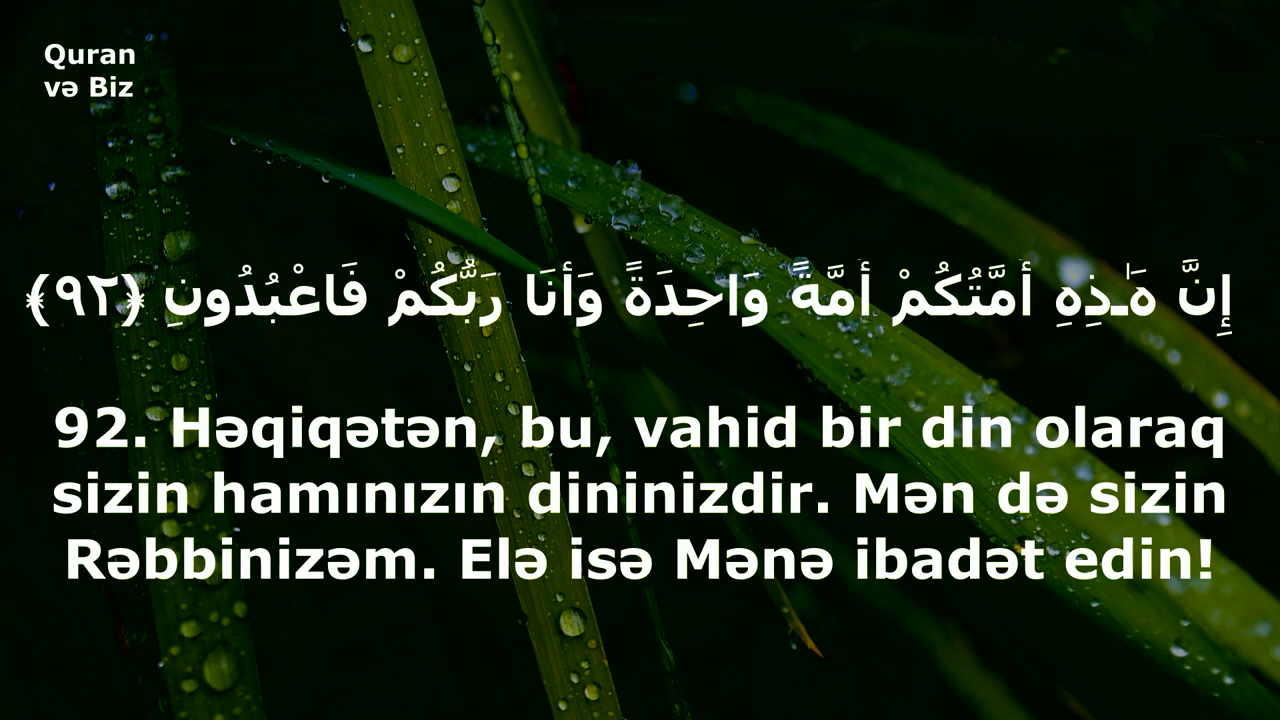 Quran
və Biz
إِنَّ هَـٰذِهِ أُمَّتُكُمْ أُمَّةً وَاحِدَةً وَأَنَا رَبُّكُمْ فَاعْبُدُونِ ﴿٩٢﴾
92. Həqiqətən, bu, vahid bir din olaraq
sizin hamınızın dininizdir. Mən də sizin
Rəbbinizəm. Elə isə Mənə ibadət edin!